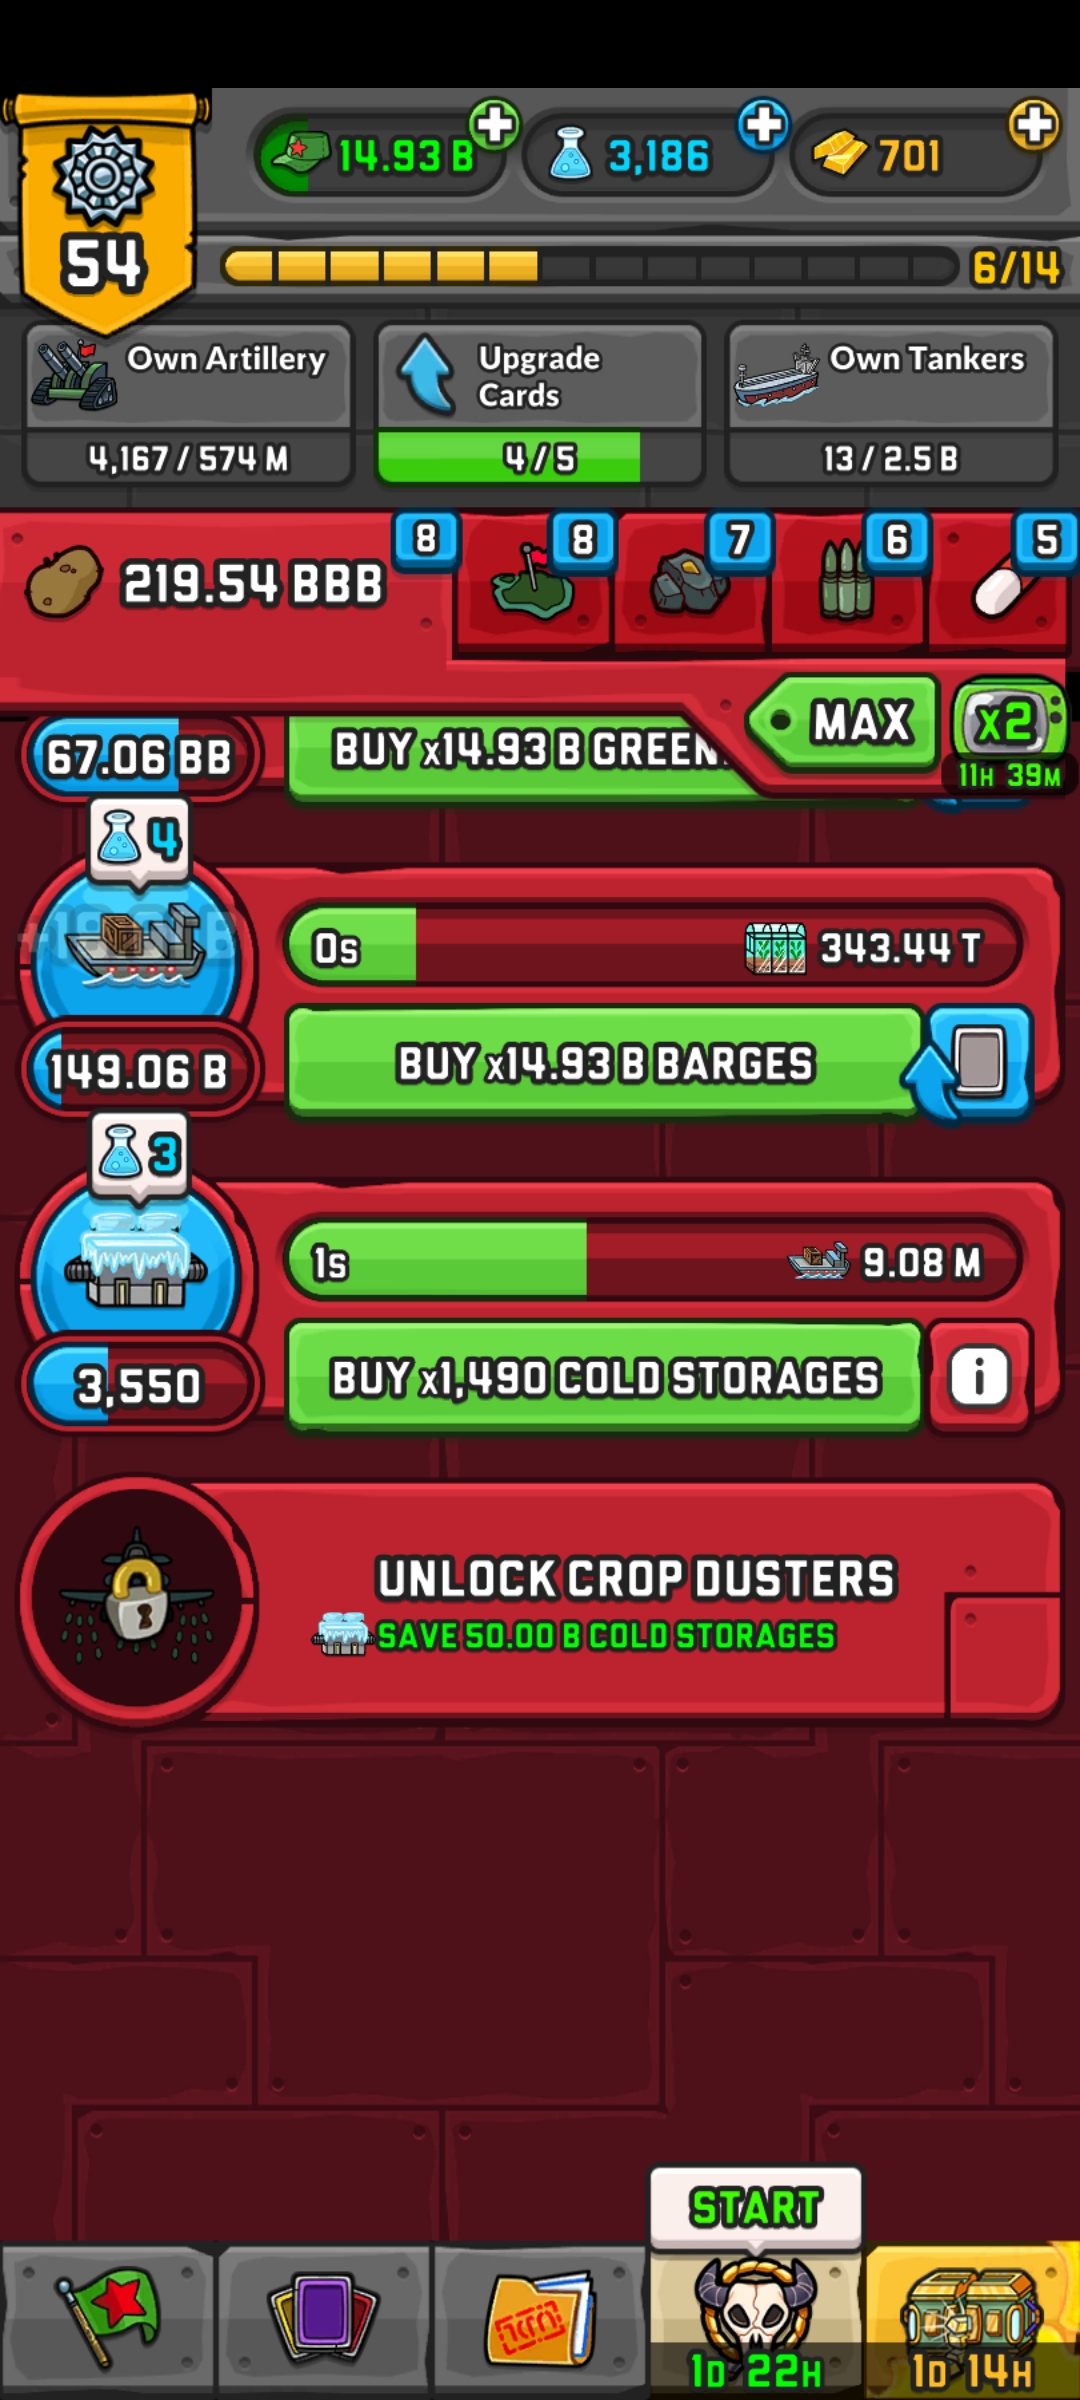 14.93 B
3,186
701
54
6/14
Own Artillery
4,167 / 574 M
Upgrade
Cards
4 / 5
Own Tankers
13 / 2.5 B
219.54 BBB
8
8
7
6
5
MAX
x2
11H 39M
67.06 BB
BUY x14.93 B GREEN
4
0s
343.44 T
149.06 B
BUY x14.93 B BARGES
3
1s
9.08 M
3,550
BUY x1,490 COLD STORAGES
i
UNLOCK CROP DUSTERS
SAVE 50.00 B COLD STORAGES
START
1D 22H
1D 14H